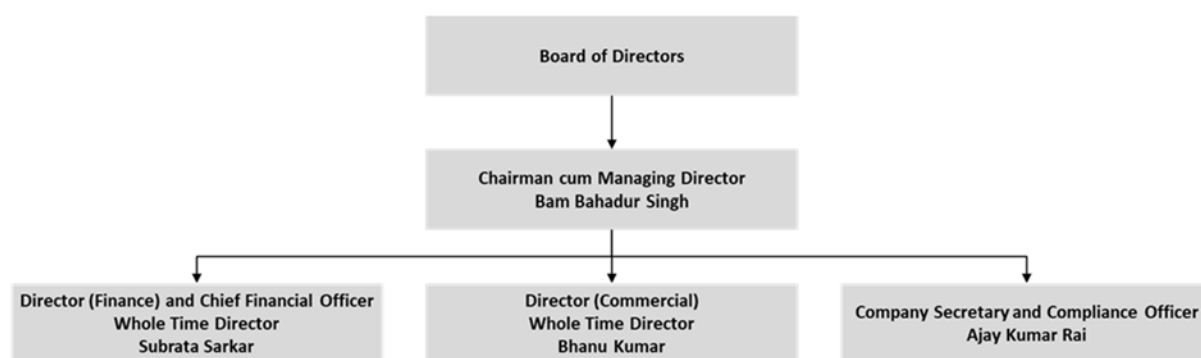 Board of Directors
Chairman cum Managing Director
Bam Bahadur Singh
Director (Finance) and Chief Financial Officer
Whole Time Director
Subrata Sarkar
Director (Commercial)
Whole Time Director
Bhanu Kumar
Company Secretary and Compliance Officer
Ajay Kumar Rai